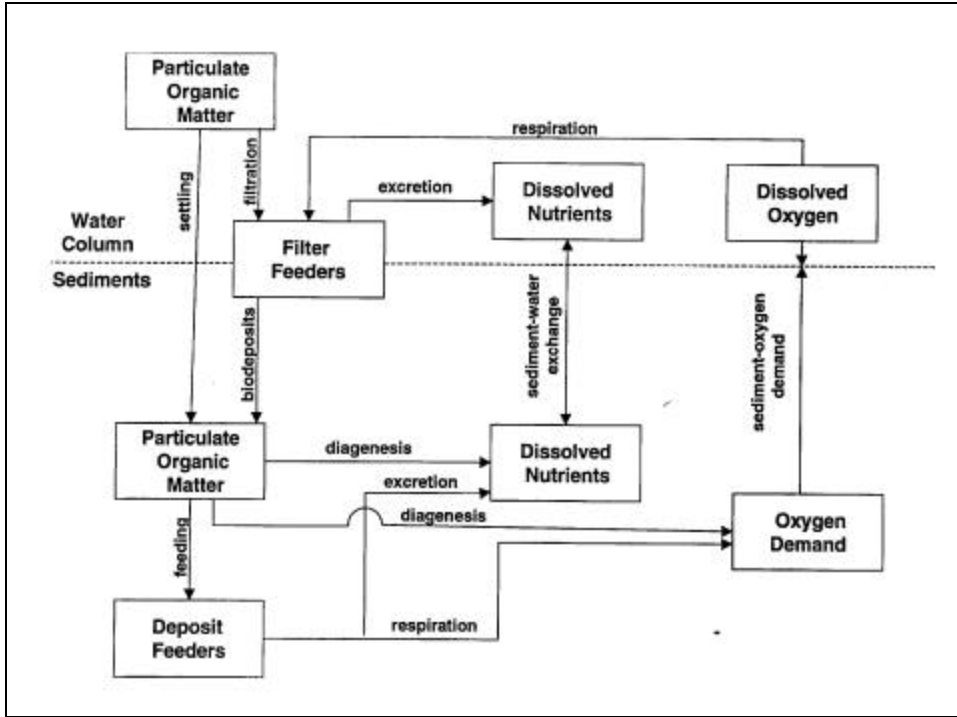 Particulate
Organic
Matter
respiration
settling
filtration
excretion
Dissolved
Nutrients
Dissolved
Oxygen
Water
Column
Filter
Feeders
Sediments
biodeposits
sediment-water
exchange
sediment-oxygen
demand
Particulate
Organic
Matter
diagenesis
Dissolved
Nutrients
excretion
diagenesis
Oxygen
Demand
feeding
Deposit
Feeders
respiration